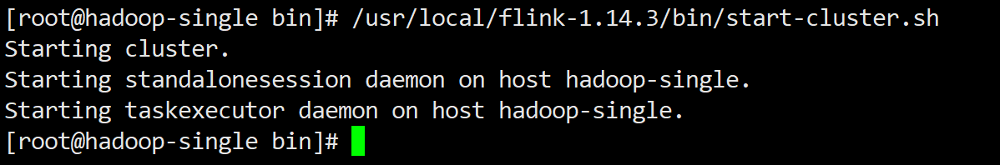 [root@hadoop-single bin]# /usr/local/flink-1.14.3/bin/start-cluster.sh
Starting cluster.
Starting standalonesession daemon on host hadoop-single.
Starting taskexecutor daemon on host hadoop-single.
[root@hadoop-single bin]#